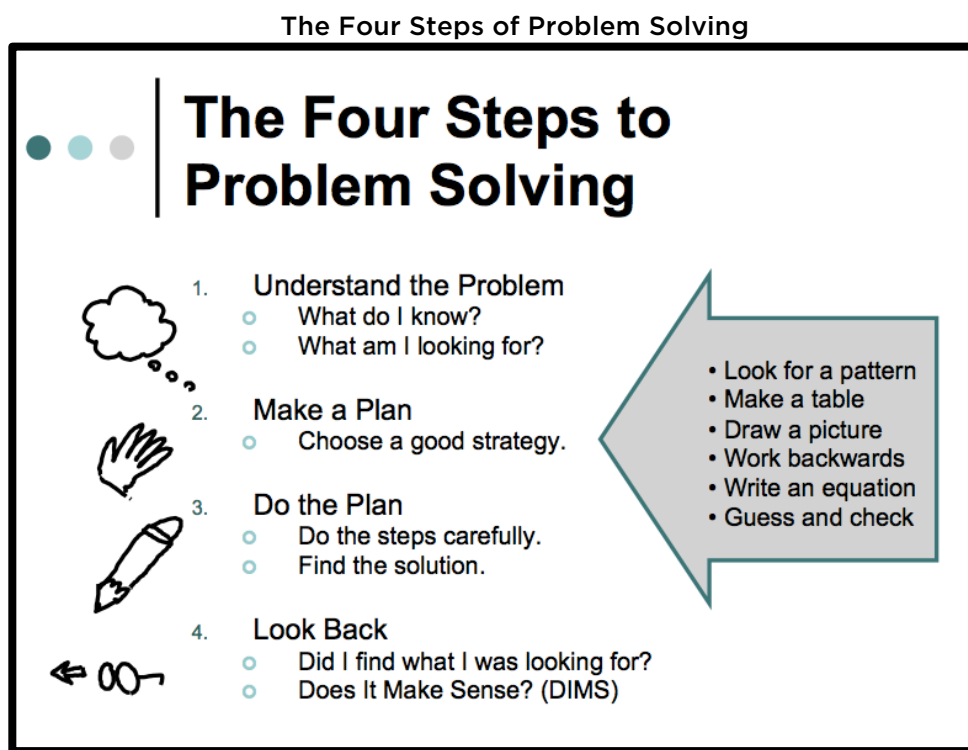 The Four Steps of Problem Solving
The Four Steps to
Problem Solving
1. Understand the Problem
What do I know?
What am I looking for?
2. Make a Plan
Choose a good strategy.
3. Do the Plan
Do the steps carefully.
Find the solution.
4. Look Back
Did I find what I was looking for?
Does It Make Sense? (DIMS)
• Look for a pattern
• Make a table
• Draw a picture
• Work backwards
• Write an equation
• Guess and check